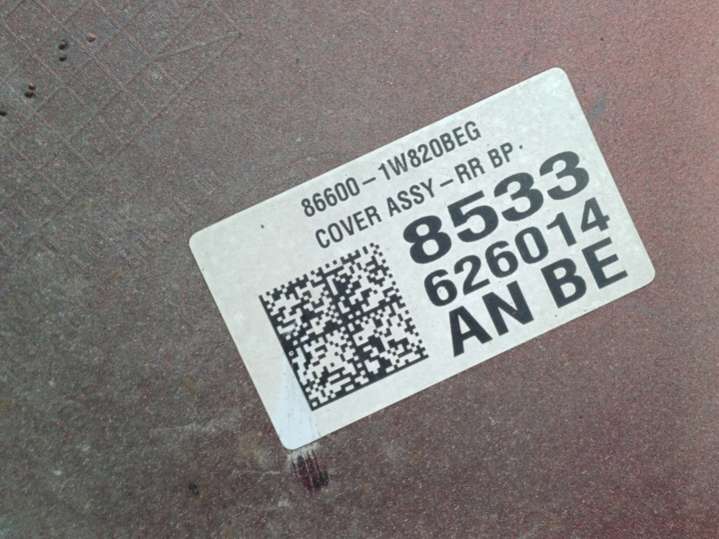 86600-1W820BEG
COVER ASSY-RR BP.
8533
626014
AN BE